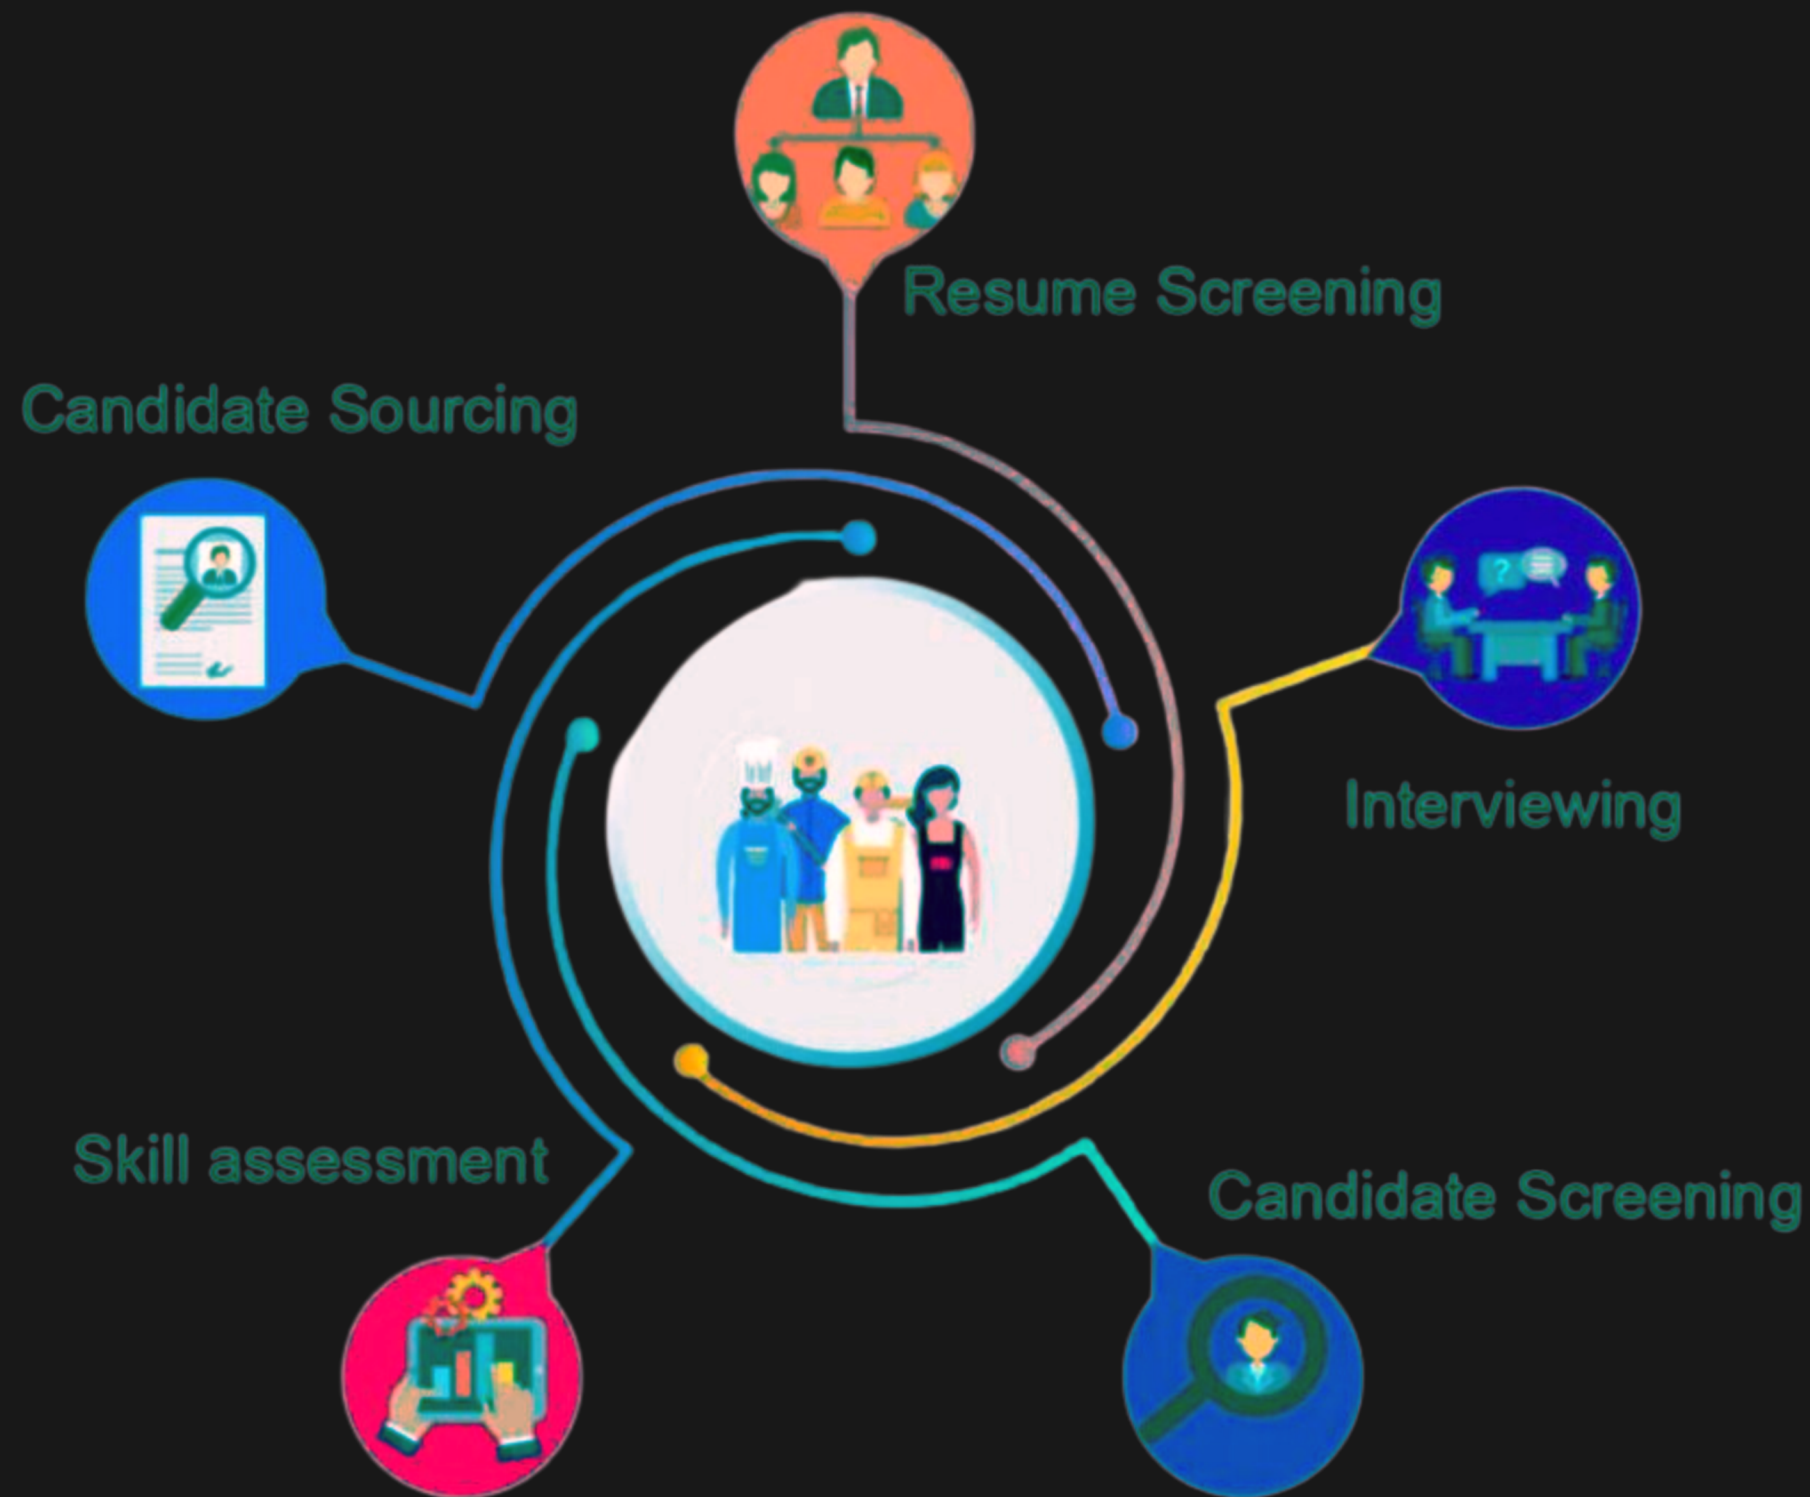 Resume Screening
Candidate Sourcing
?
Interviewing
Skill assessment
Candidate Screening